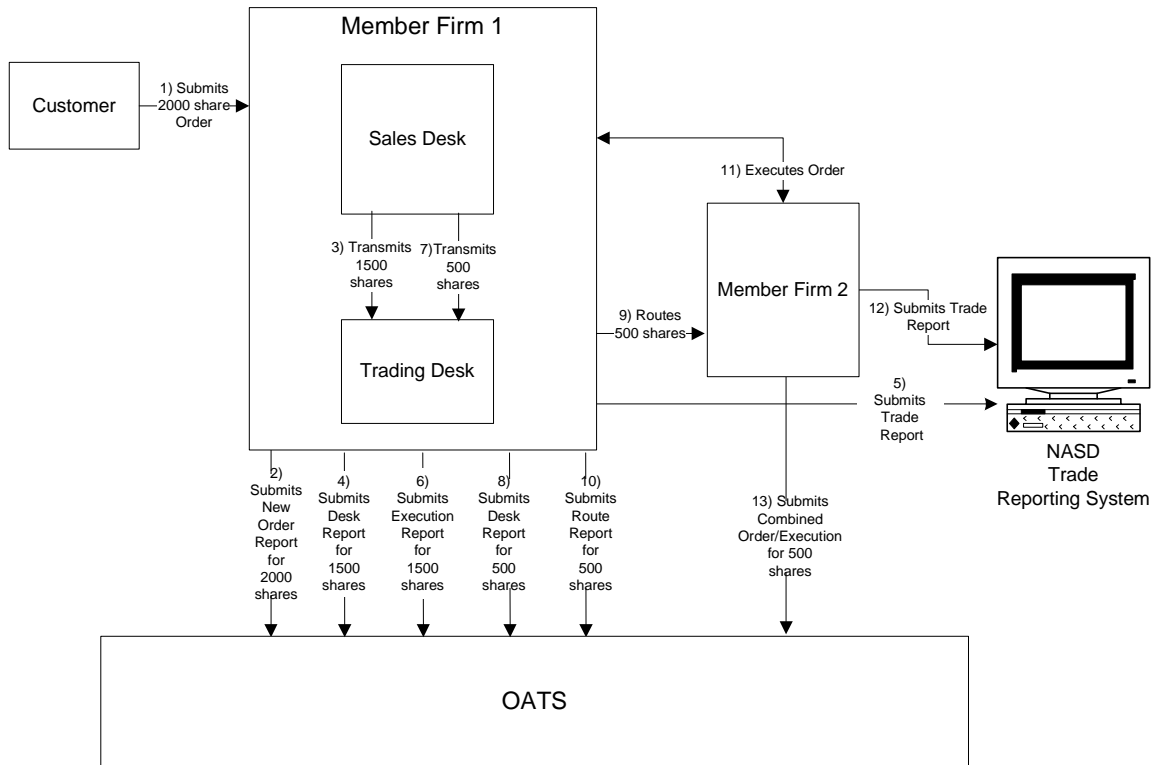 Member Firm 1
Customer
1) Submits
2000 share
Order
Sales Desk
11) Executes Order
3) Transmits
1500
shares
7)Transmits
500
shares
Member Firm 2
9) Routes
500 shares
12) Submits Trade
Report
Trading Desk
5)
Submits
Trade
Report
NASD
Trade
Reporting System
2)
Submits
New
Order
Report
for
2000
shares
4)
Submits
Desk
Report
for
1500
shares
6)
Submits
Execution
Report for
1500
shares
8)
Submits
Desk
Report
for
500
shares
10)
Submits
Route
Report
for
500
shares
13) Submits
Combined
Order/Execution
for 500
shares
OATS